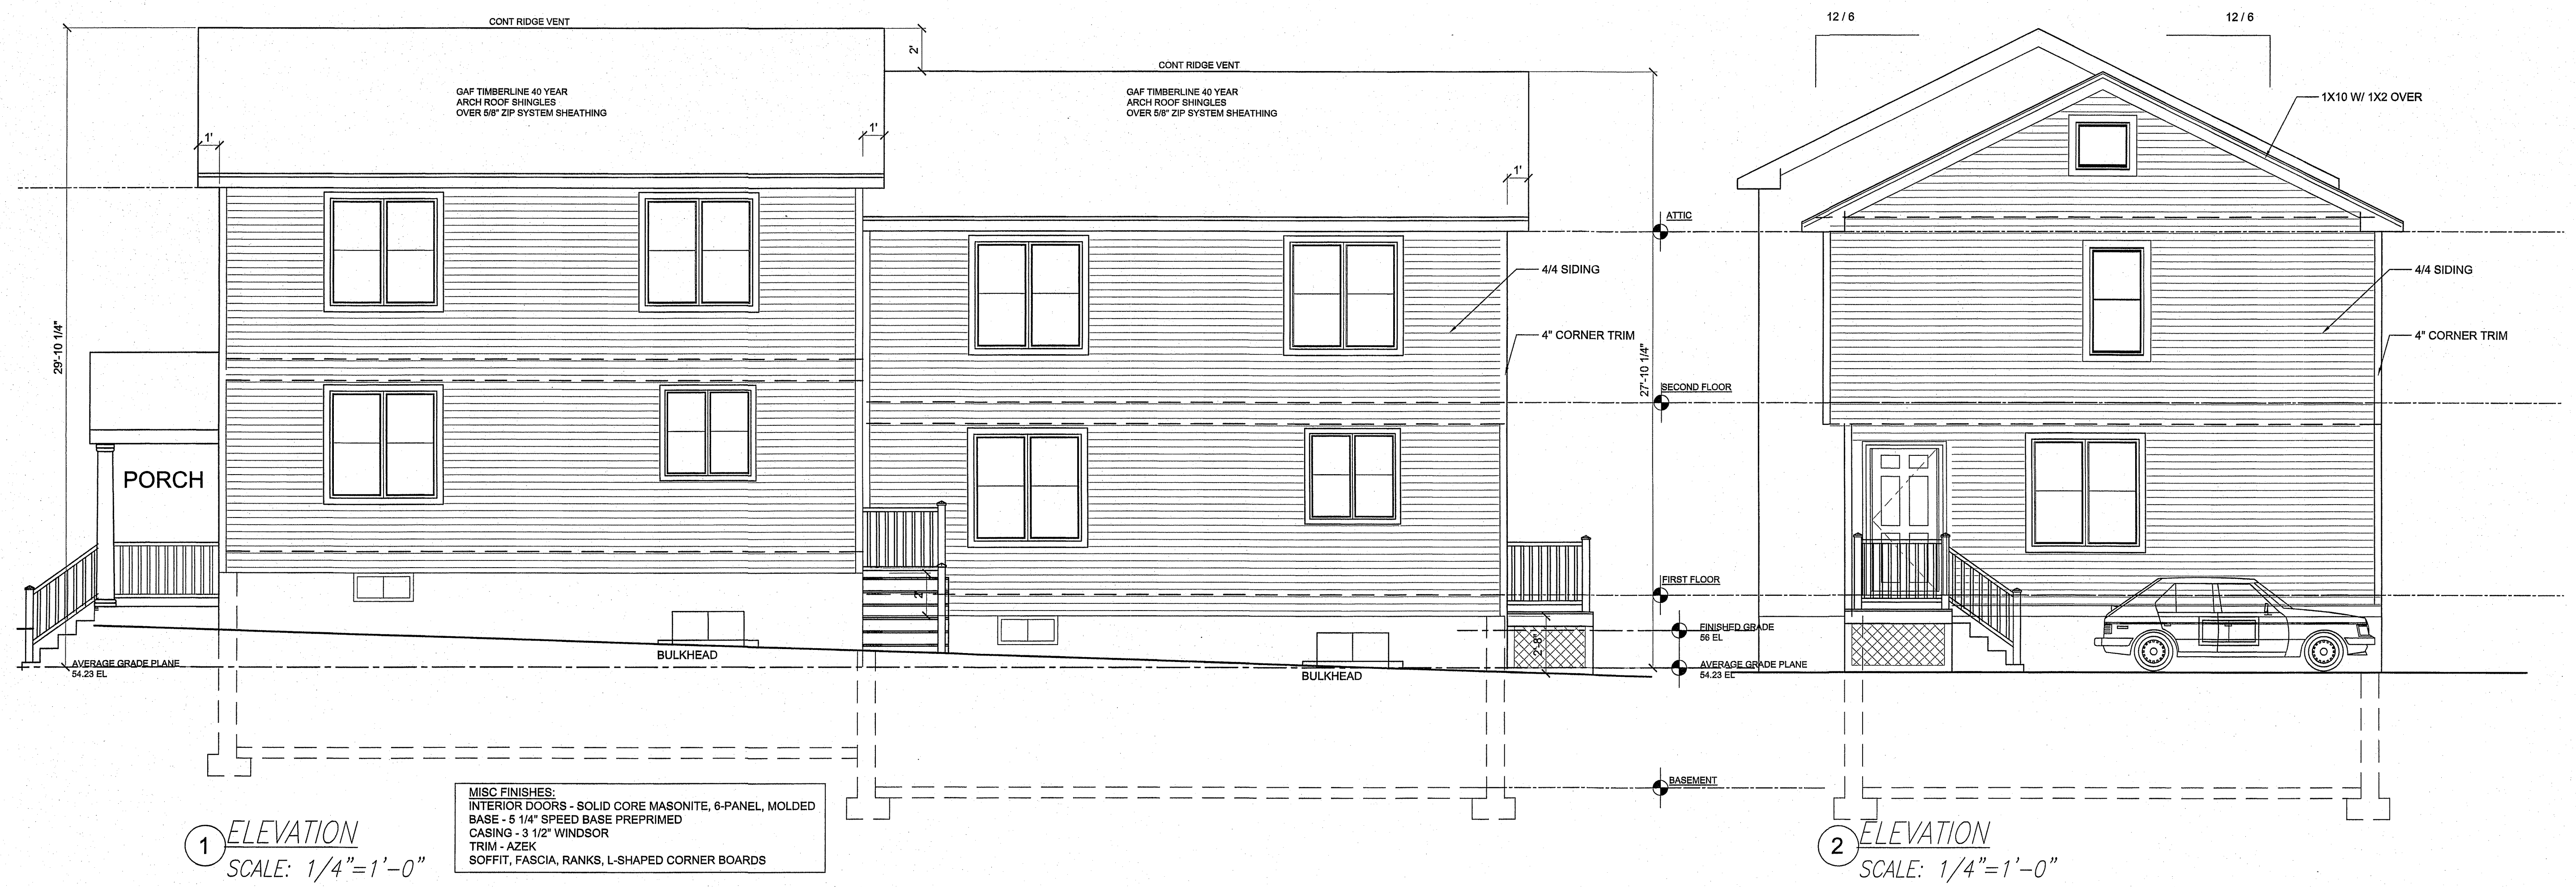 CONT RIDGE VENT
2'
GAF TIMBERLINE 40 YEAR
ARCH ROOF SHINGLES
OVER 5/8" ZIP SYSTEM SHEATHING
1'
1'
29'-10 1/4"
PORCH
AVERAGE GRADE PLANE
54.23 EL
BULKHEAD
2'
CONT RIDGE VENT
GAF TIMBERLINE 40 YEAR
ARCH ROOF SHINGLES
OVER 5/8" ZIP SYSTEM SHEATHING
1'
4/4 SIDING
4" CORNER TRIM
27'-10 1/4"
2'-8"
BULKHEAD
ATTIC
SECOND FLOOR
FIRST FLOOR
FINISHED GRADE
56 EL
AVERAGE GRADE PLANE
54.23 EL
BASEMENT
MISC FINISHES:
INTERIOR DOORS - SOLID CORE MASONITE, 6-PANEL, MOLDED
BASE - 5 1/4" SPEED BASE PREPRIMED
CASING - 3 1/2" WINDSOR
TRIM - AZEK
SOFFIT, FASCIA, RANKS, L-SHAPED CORNER BOARDS
1 ELEVATION
SCALE: 1/4"=1'-0"
12 / 6
12 / 6
1X10 W/ 1X2 OVER
4/4 SIDING
4" CORNER TRIM
2 ELEVATION
SCALE: 1/4"=1'-0"